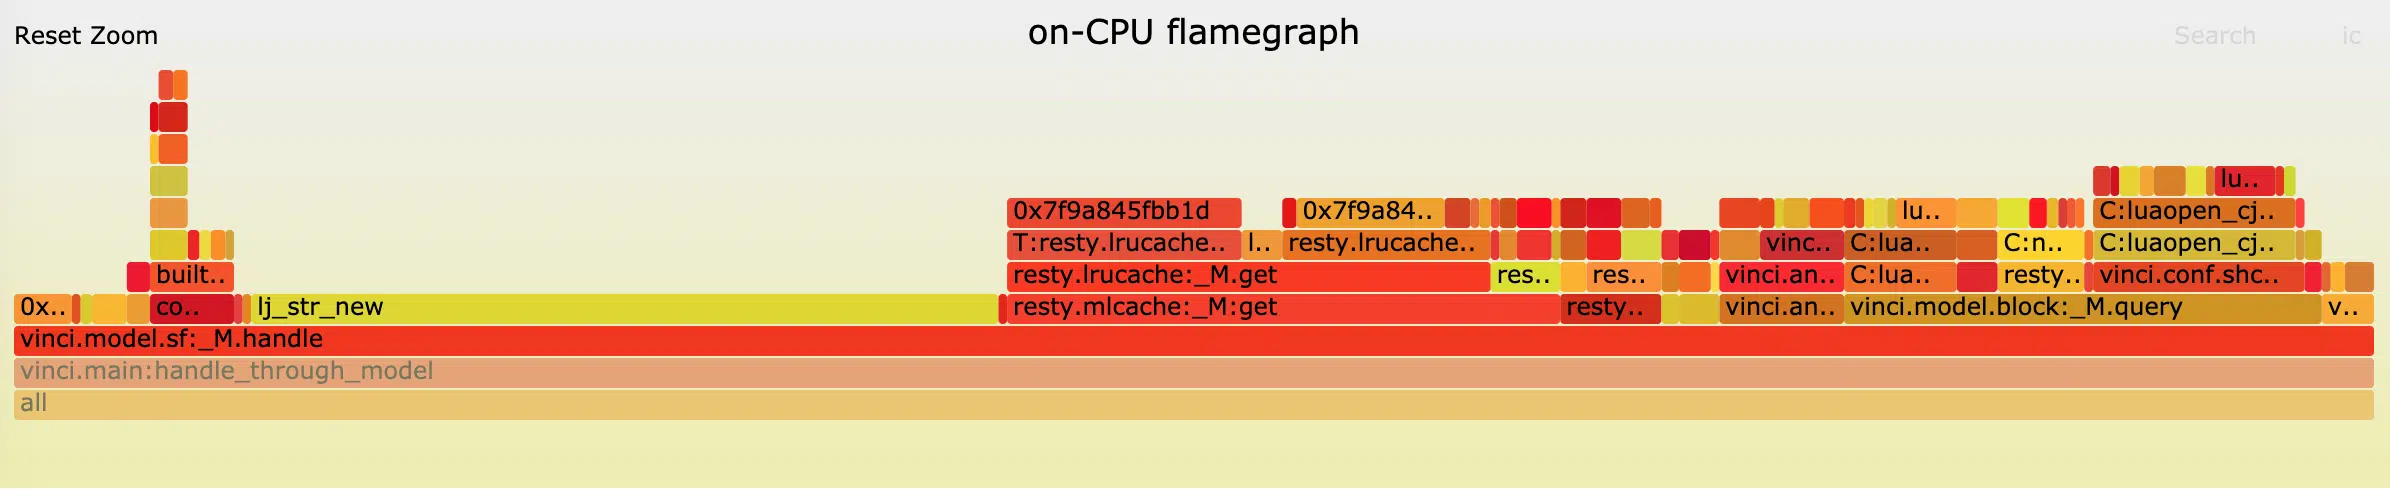 on-CPU flamegraph
Reset Zoom Search ic
lu..
0x7f9a845fbb1d 0x7f9a84.. lu.. C:luaopen_cj..
T:resty.lrucache.. l.. resty.lrucache.. vinc.. C:lua.. C:n.. C:luaopen_cj..
built.. resty.lrucache:_M.get res.. res.. vinci.an.. C:lua.. resty.. vinci.conf.shc..
0x.. co.. lj_str_new resty.mlcache:_M:get resty.. vinci.an.. vinci.model.block:_M.query v..
vinci.model.sf:_M.handle
vinci.main:handle_through_model
all